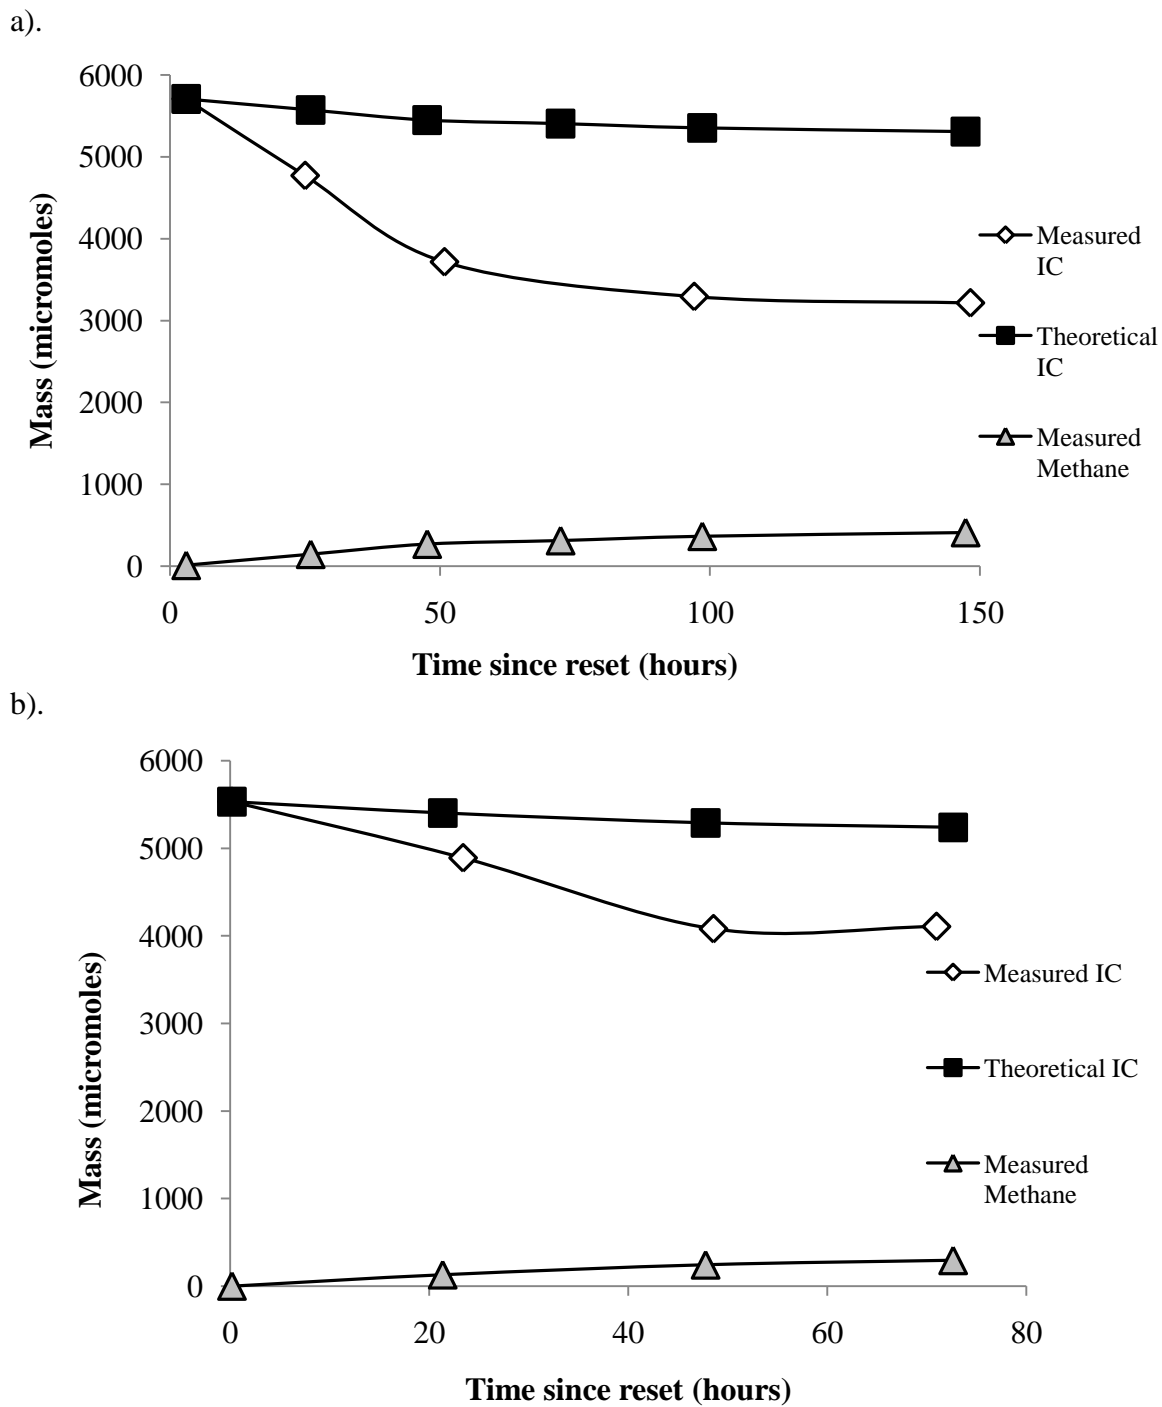 a).
6000
5000
4000
3000
2000
1000
0
0 50 100 150
Mass (micromoles)
Time since reset (hours)
Measured
IC
Theoretical
IC
Measured
Methane
b).
6000
5000
4000
3000
2000
1000
0
0 20 40 60 80
Mass (micromoles)
Time since reset (hours)
Measured IC
Theoretical IC
Measured
Methane